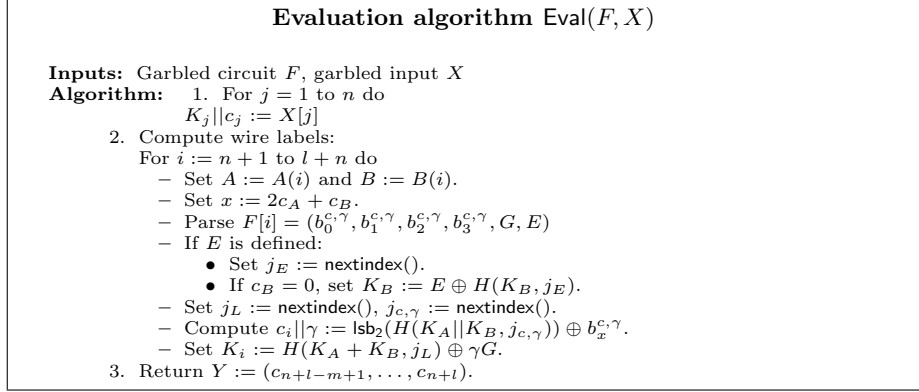 Evaluation algorithm Eval(F, X)
Inputs: Garbled circuit F, garbled input X
Algorithm: 1. For j = 1 to n do
K_j||c_j := X[j]
2. Compute wire labels:
For i := n + 1 to l + n do
– Set A := A(i) and B := B(i).
– Set x := 2c_A + c_B.
– Parse F[i] = (b_0^{c,γ}, b_1^{c,γ}, b_2^{c,γ}, b_3^{c,γ}, G, E)
– If E is defined:
• Set j_E := nextindex().
• If c_B = 0, set K_B := E ⊕ H(K_B, j_E).
– Set j_L := nextindex(), j_{c,γ} := nextindex().
– Compute c_i||γ := lsb_2(H(K_A||K_B, j_{c,γ})) ⊕ b_x^{c,γ}.
– Set K_i := H(K_A + K_B, j_L) ⊕ γG.
3. Return Y := (c_{n+l−m+1}, . . . , c_{n+l}).